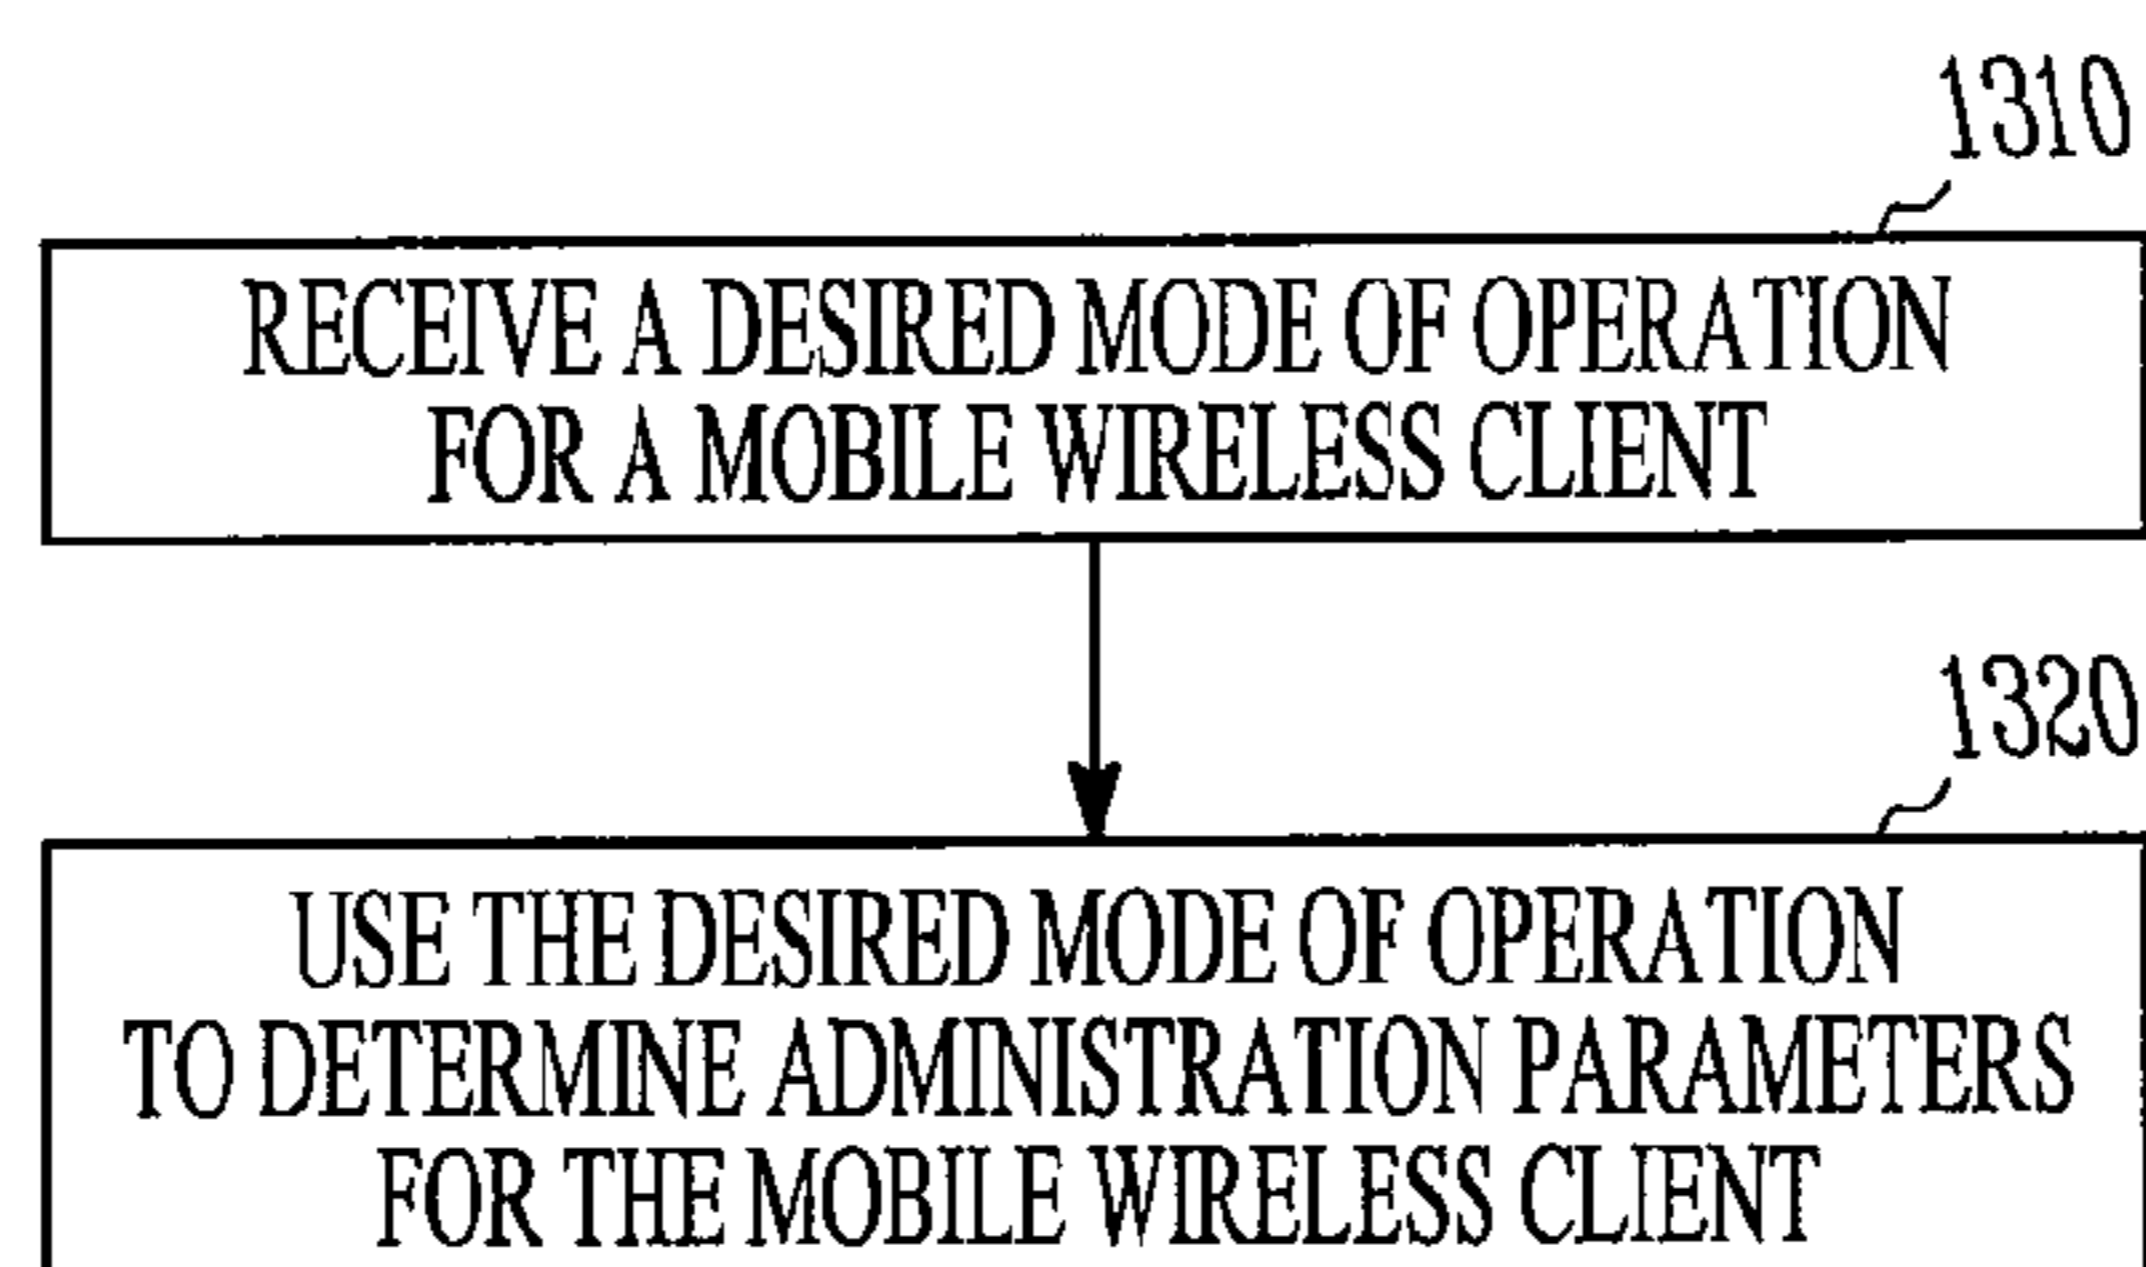 1310
RECEIVE A DESIRED MODE OF OPERATION
FOR A MOBILE WIRELESS CLIENT
1320
USE THE DESIRED MODE OF OPERATION
TO DETERMINE ADMINISTRATION PARAMETERS
FOR THE MOBILE WIRELESS CLIENT